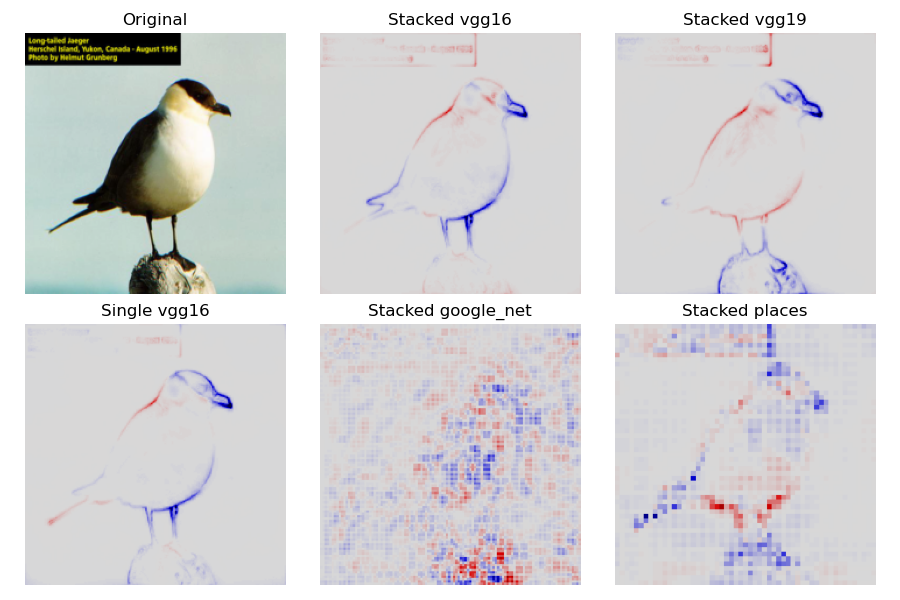 Original
Stacked vgg16
Stacked vgg19
Long-tailed Jaeger
Herschel Island, Yukon, Canada - August 1996
Photo by Helmut Grunberg
Single vgg16
Stacked google_net
Stacked places